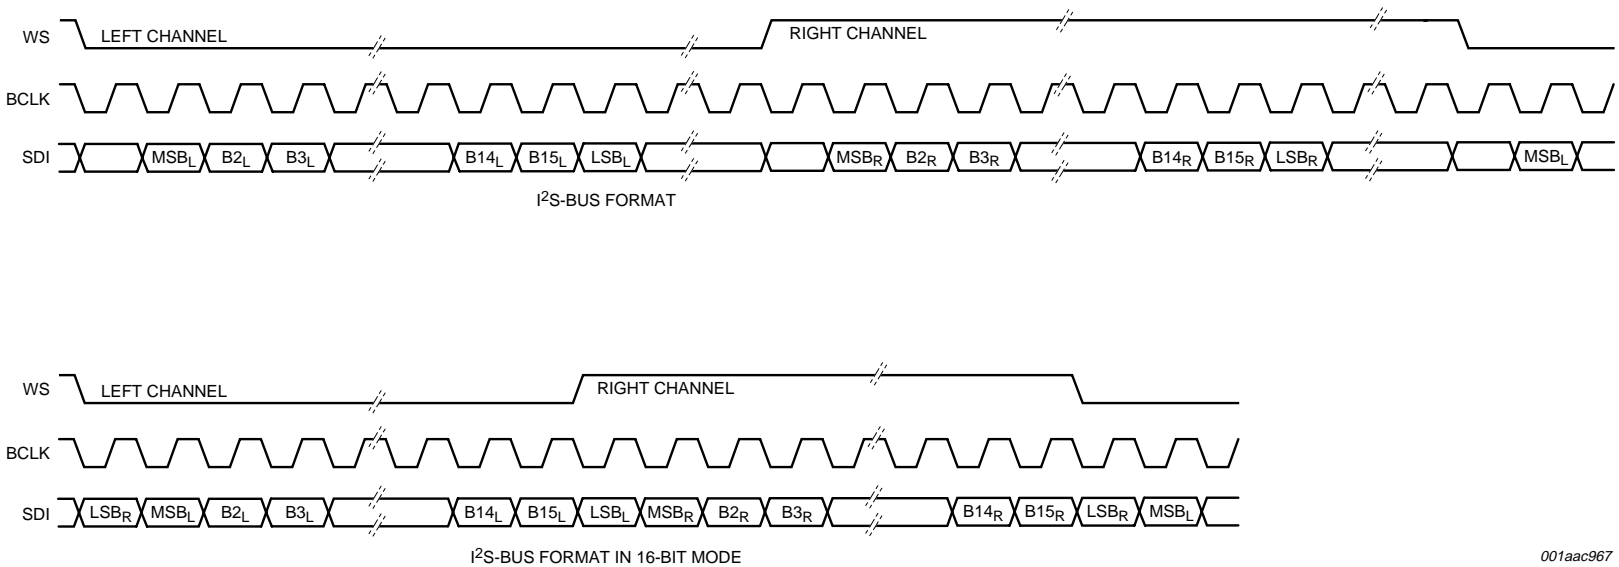 WS LEFT CHANNEL RIGHT CHANNEL
BCLK
SDI MSBL B2L B3L B14L B15L LSBL MSBR B2R B3R B14R B15R LSBR MSBL
I2S-BUS FORMAT
WS LEFT CHANNEL RIGHT CHANNEL
BCLK
SDI LSBR MSBL B2L B3L B14L B15L LSBL MSBR B2R B3R B14R B15R LSBR MSBL
I2S-BUS FORMAT IN 16-BIT MODE
001aac967